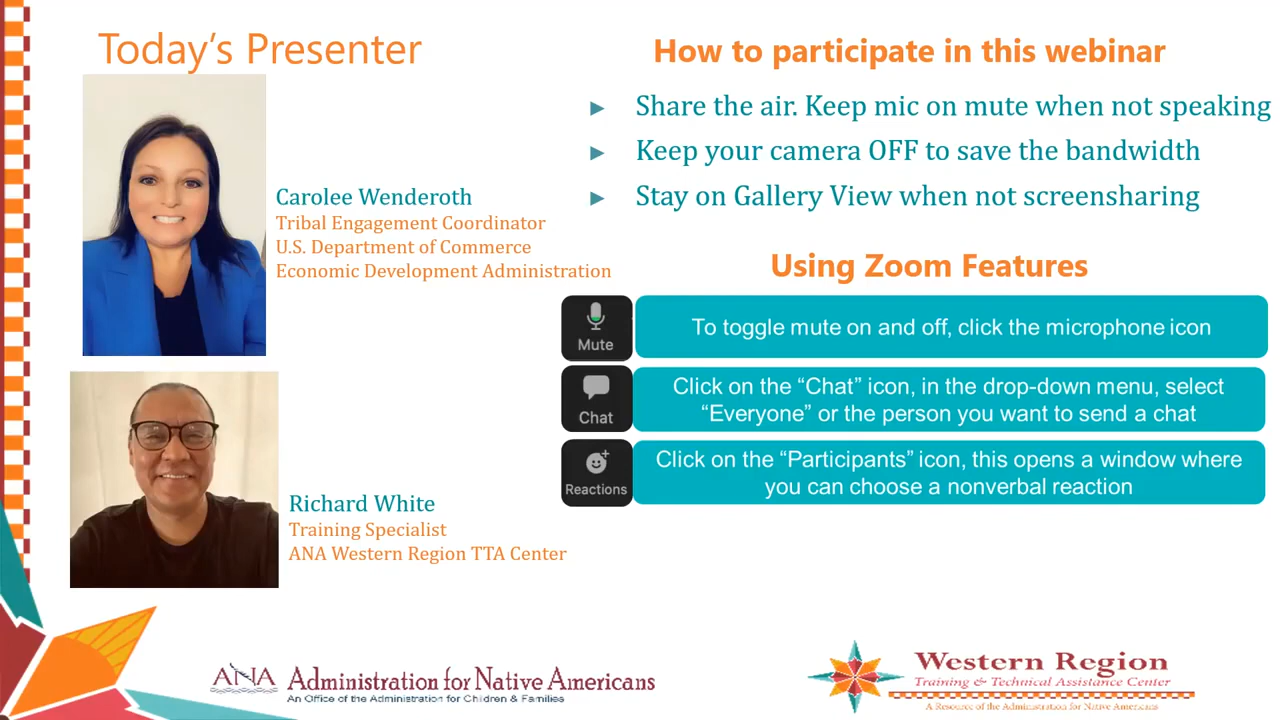 Today's Presenter
Carolee Wenderoth
Tribal Engagement Coordinator
U.S. Department of Commerce
Economic Development Administration
Richard White
Training Specialist
ANA Western Region TTA Center
How to participate in this webinar
Share the air. Keep mic on mute when not speaking
Keep your camera OFF to save the bandwidth
Stay on Gallery View when not screensharing
Using Zoom Features
Mute
To toggle mute on and off, click the microphone icon
Chat
Click on the “Chat” icon, in the drop-down menu, select
“Everyone” or the person you want to send a chat
Reactions
Click on the “Participants” icon, this opens a window where
you can choose a nonverbal reaction
ANA Administration for Native Americans
An Office of the Administration for Children & Families
Western Region
Training & Technical Assistance Center
A Resource of the Administration for Native Americans